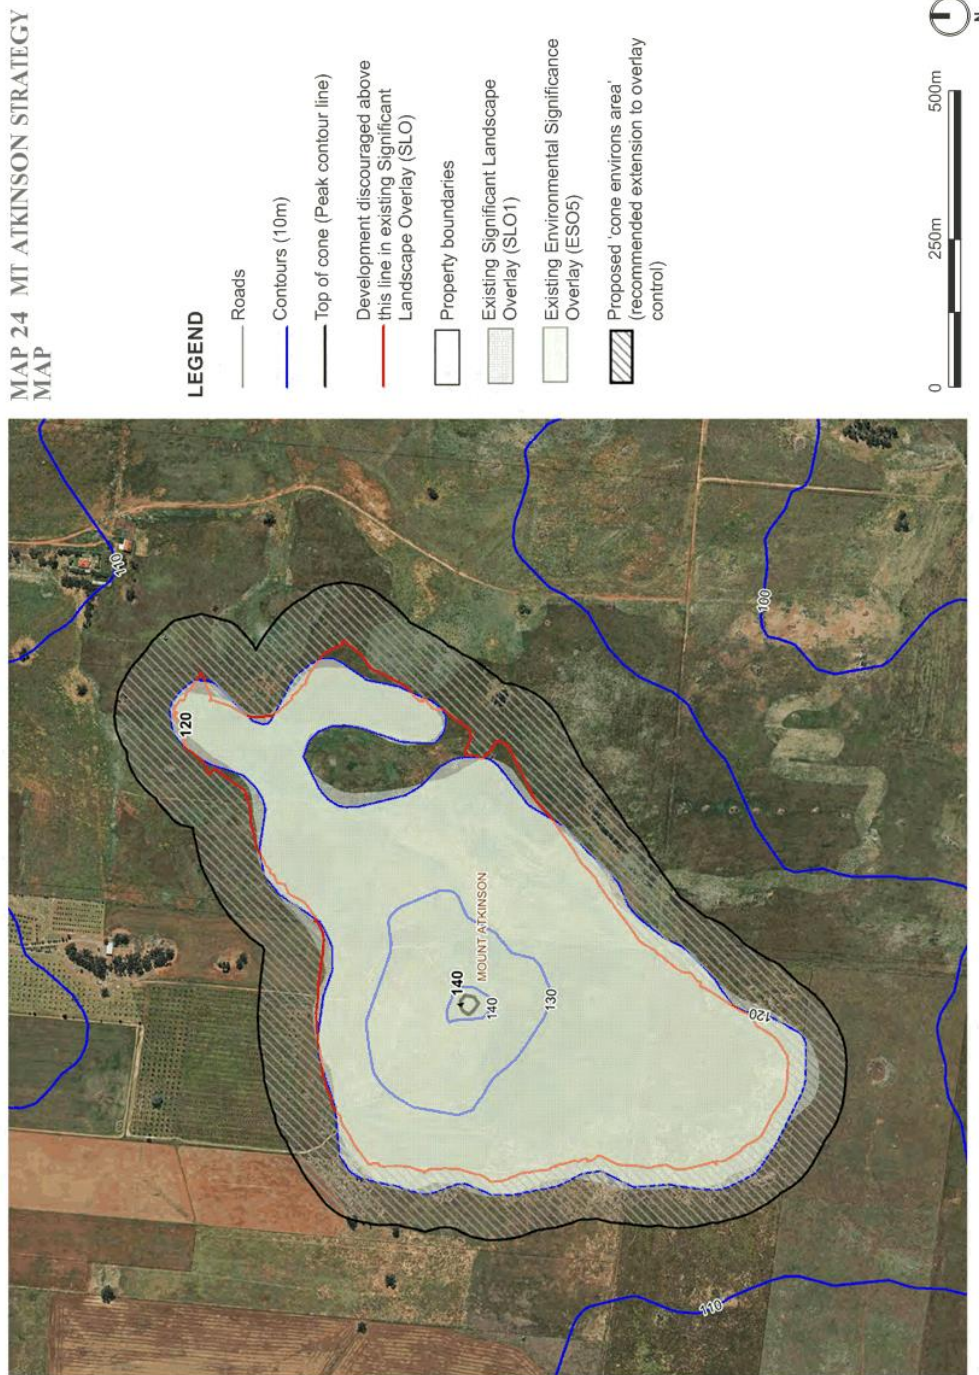 MAP 24 MT ATKINSON STRATEGY
MAP
LEGEND
Roads
Contours (10m)
Top of cone (Peak contour line)
Development discouraged above
this line in existing Significant
Landscape Overlay (SLO)
Property boundaries
Existing Significant Landscape
Overlay (SLO1)
Existing Environmental Significance
Overlay (ESO5)
Proposed 'cone environs area'
(recommended extension to overlay
control)
0 250m 500m
N
110
120
140
MOUNT ATKINSON
140
130
120
100
110